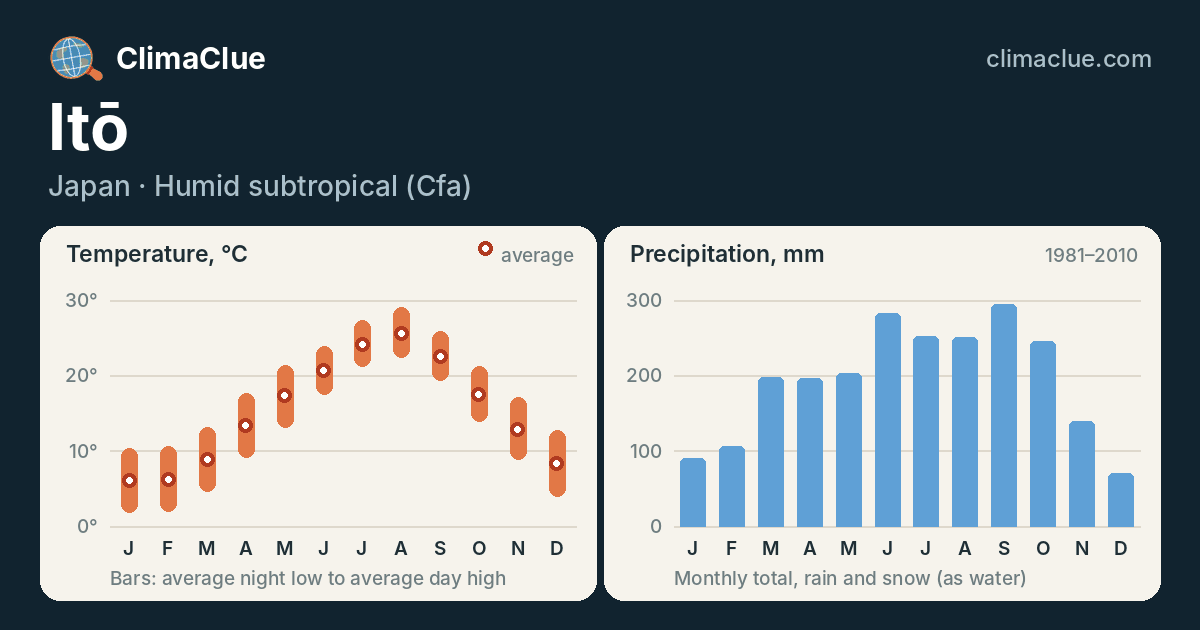 ClimaClue
climaclue.com
Itō
Japan · Humid subtropical (Cfa)
Temperature, °C
average
30°
20°
10°
0°
J F M A M J J A S O N D
Bars: average night low to average day high
Precipitation, mm
1981–2010
300
200
100
0
J F M A M J J A S O N D
Monthly total, rain and snow (as water)